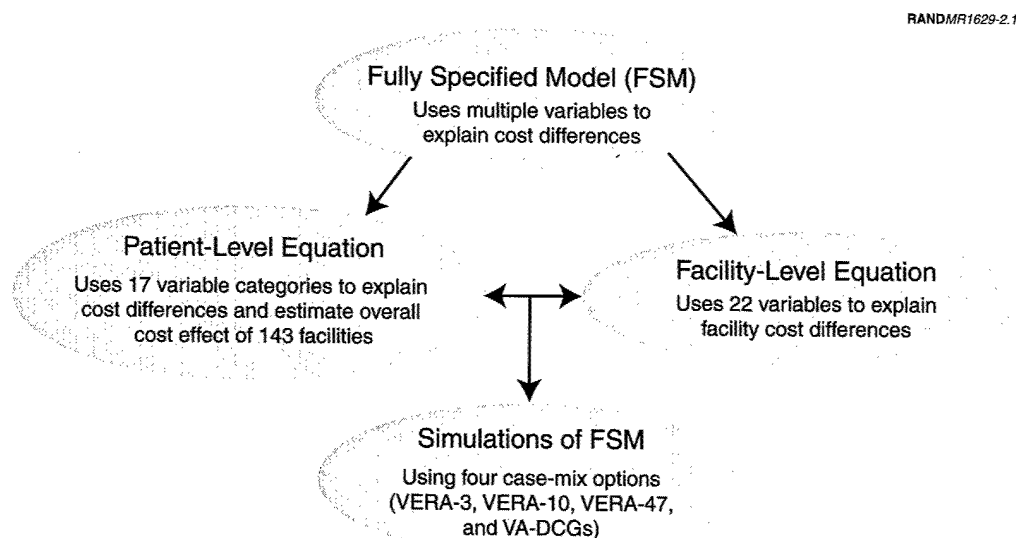 RANDMR1629-2.1
Fully Specified Model (FSM)
Uses multiple variables to
explain cost differences
Patient-Level Equation
Uses 17 variable categories to explain
cost differences and estimate overall
cost effect of 143 facilities
Facility-Level Equation
Uses 22 variables to explain
facility cost differences
Simulations of FSM
Using four case-mix options
(VERA-3, VERA-10, VERA-47,
and VA-DCGs)